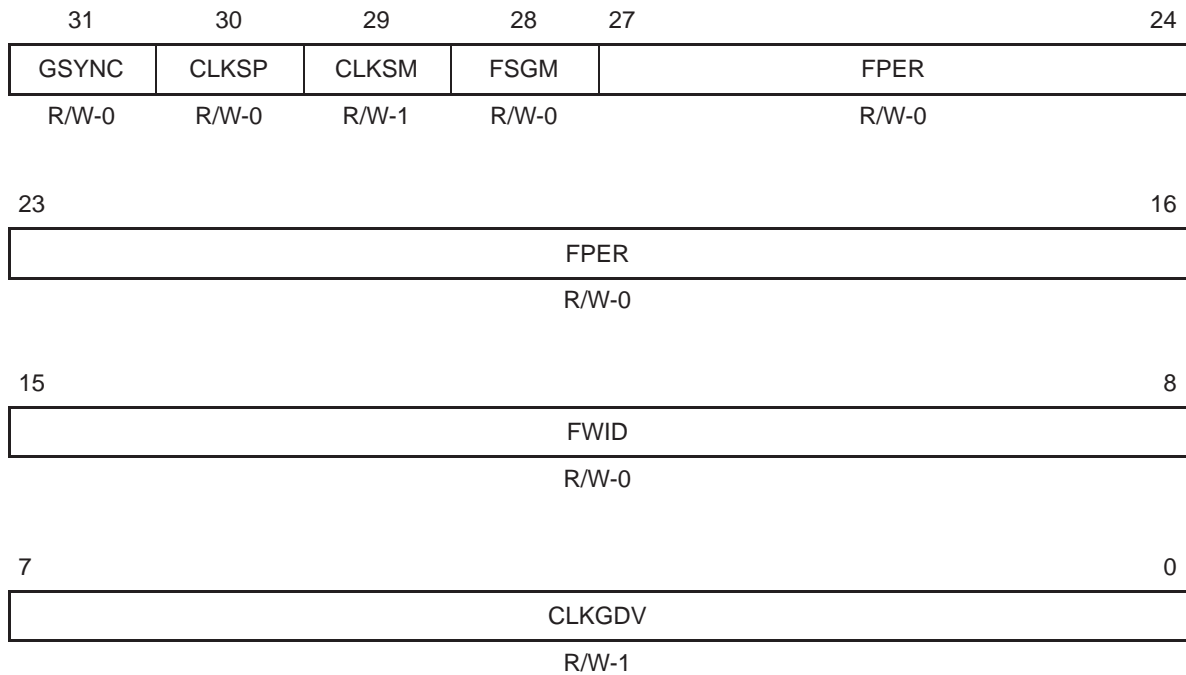 31 30 29 28 27 24
GSYNC CLKSP CLKSM FSGM FPER
R/W-0 R/W-0 R/W-1 R/W-0 R/W-0
23 16
FPER
R/W-0
15 8
FWID
R/W-0
7 0
CLKGDV
R/W-1